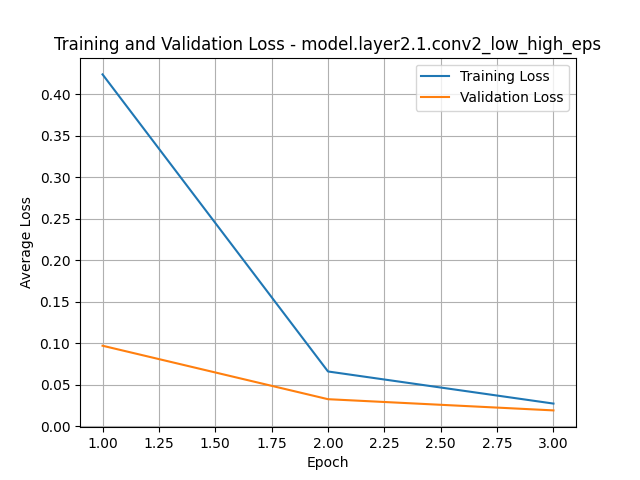 Training and Validation Loss - model.layer2.1.conv2_low_high_eps
Training Loss
Validation Loss
Average Loss
0.40
0.35
0.30
0.25
0.20
0.15
0.10
0.05
0.00
1.00 1.25 1.50 1.75 2.00 2.25 2.50 2.75 3.00
Epoch